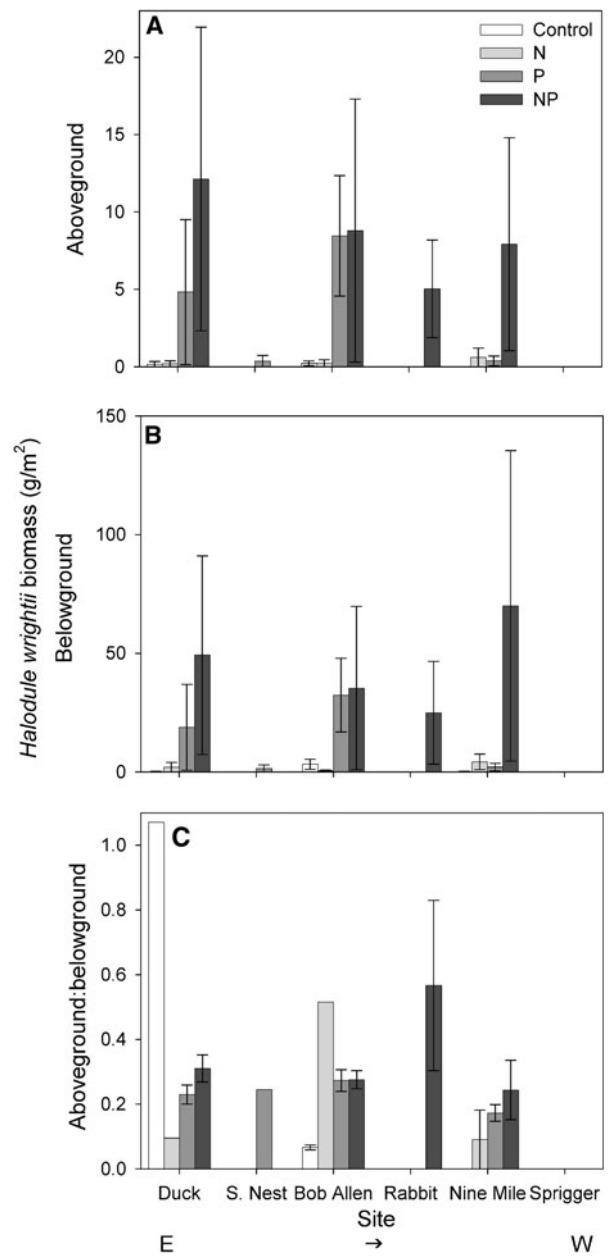 A
Control
N
P
NP
20
15
10
5
0
Aboveground
B
150
100
50
0
Halodule wrightii biomass (g/m²)
Belowground
C
1.0
0.8
0.6
0.4
0.2
0.0
Aboveground:belowground
Duck S. Nest Bob Allen Rabbit Nine Mile Sprigger
Site
E → W